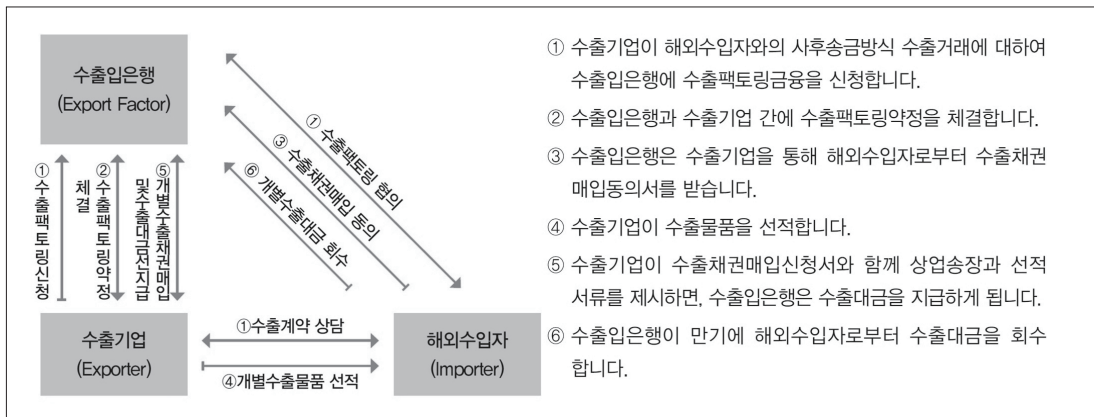 수출입은행
(Export Factor)
① 수출팩토링 협의
③ 수출채권매입 동의
⑥ 개별수출대금 회수
①수출팩토링신청
②수출팩토링약정
체결
⑤개별수출채권매입
및수출대금선지급
수출기업
(Exporter)
①수출계약 상담
④개별수출물품 선적
해외수입자
(Importer)
① 수출기업이 해외수입자와의 사후송금방식 수출거래에 대하여
수출입은행에 수출팩토링금융을 신청합니다.
② 수출입은행과 수출기업 간에 수출팩토링약정을 체결합니다.
③ 수출입은행은 수출기업을 통해 해외수입자로부터 수출채권
매입동의서를 받습니다.
④ 수출기업이 수출물품을 선적합니다.
⑤ 수출기업이 수출채권매입신청서와 함께 상업송장과 선적
서류를 제시하면, 수출입은행은 수출대금을 지급하게 됩니다.
⑥ 수출입은행이 만기에 해외수입자로부터 수출대금을 회수
합니다.